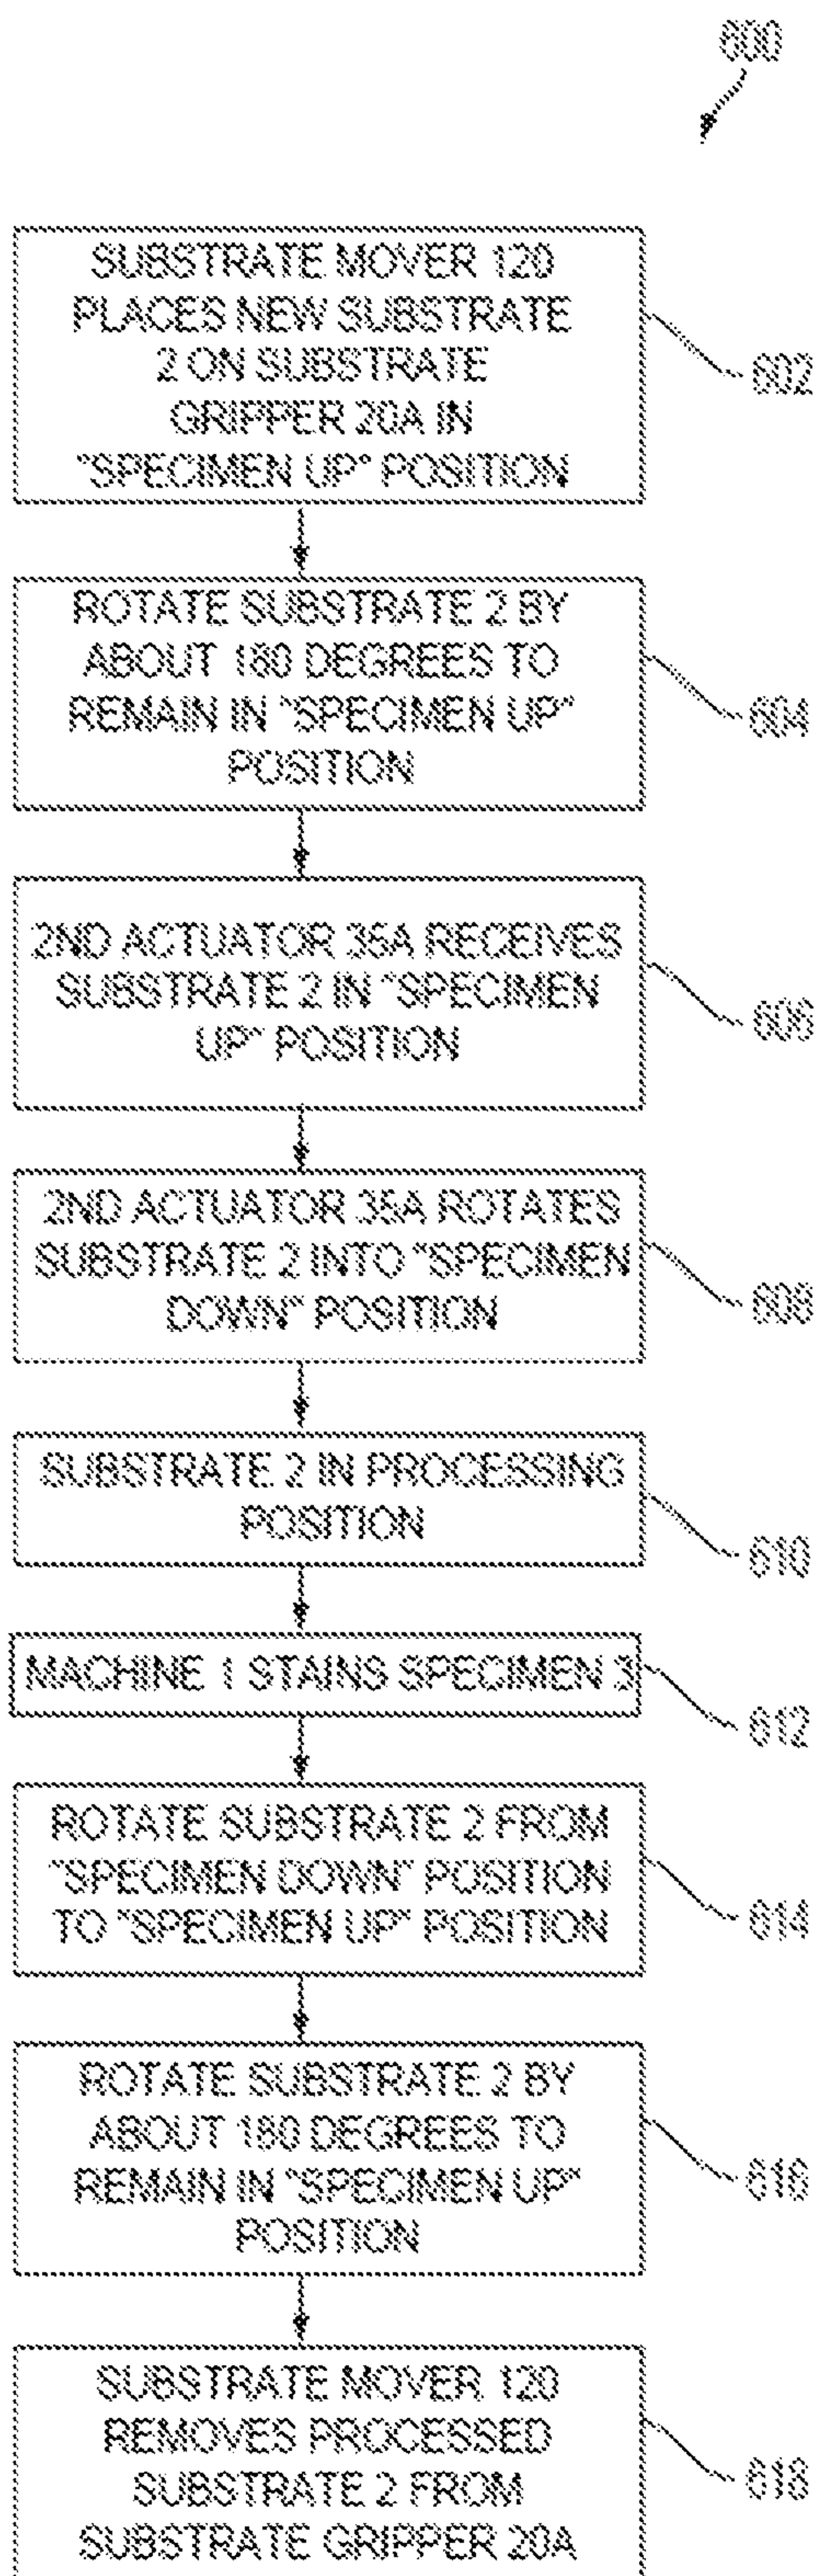 600
SUBSTRATE MOVER 120
PLACES NEW SUBSTRATE
2 ON SUBSTRATE
GRIPPER 20A IN
"SPECIMEN UP" POSITION
602
ROTATE SUBSTRATE 2 BY
ABOUT 180 DEGREES TO
REMAIN IN "SPECIMEN UP"
POSITION
604
2ND ACTUATOR 35A RECEIVES
SUBSTRATE 2 IN "SPECIMEN
UP" POSITION
606
2ND ACTUATOR 35A ROTATES
SUBSTRATE 2 INTO "SPECIMEN
DOWN" POSITION
608
SUBSTRATE 2 IN PROCESSING
POSITION
610
MACHINE 1 STAINS SPECIMEN 3
612
ROTATE SUBSTRATE 2 FROM
"SPECIMEN DOWN" POSITION
TO "SPECIMEN UP" POSITION
614
ROTATE SUBSTRATE 2 BY
ABOUT 180 DEGREES TO
REMAIN IN "SPECIMEN UP"
POSITION
616
SUBSTRATE MOVER 120
REMOVES PROCESSED
SUBSTRATE 2 FROM
SUBSTRATE GRIPPER 20A
618